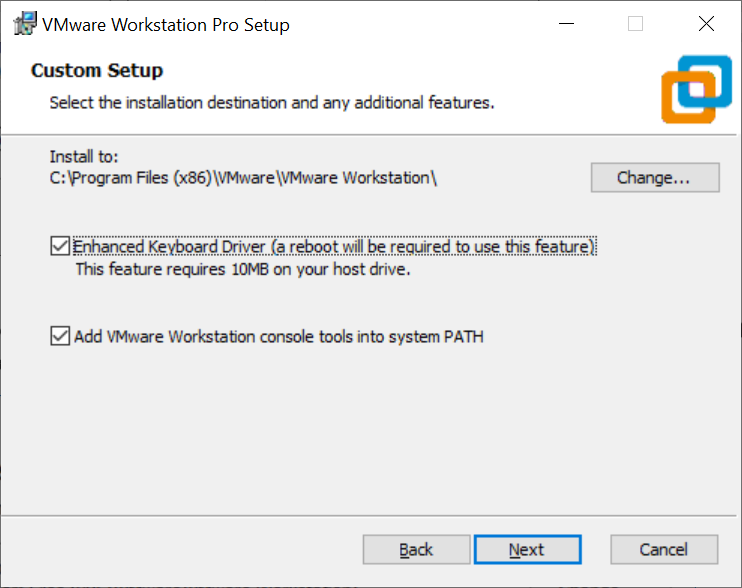 VMware Workstation Pro Setup
Custom Setup
Select the installation destination and any additional features.
Install to:
C:\Program Files (x86)\VMware\VMware Workstation\
Change...
Enhanced Keyboard Driver (a reboot will be required to use this feature)
This feature requires 10MB on your host drive.
Add VMware Workstation console tools into system PATH
Back
Next
Cancel